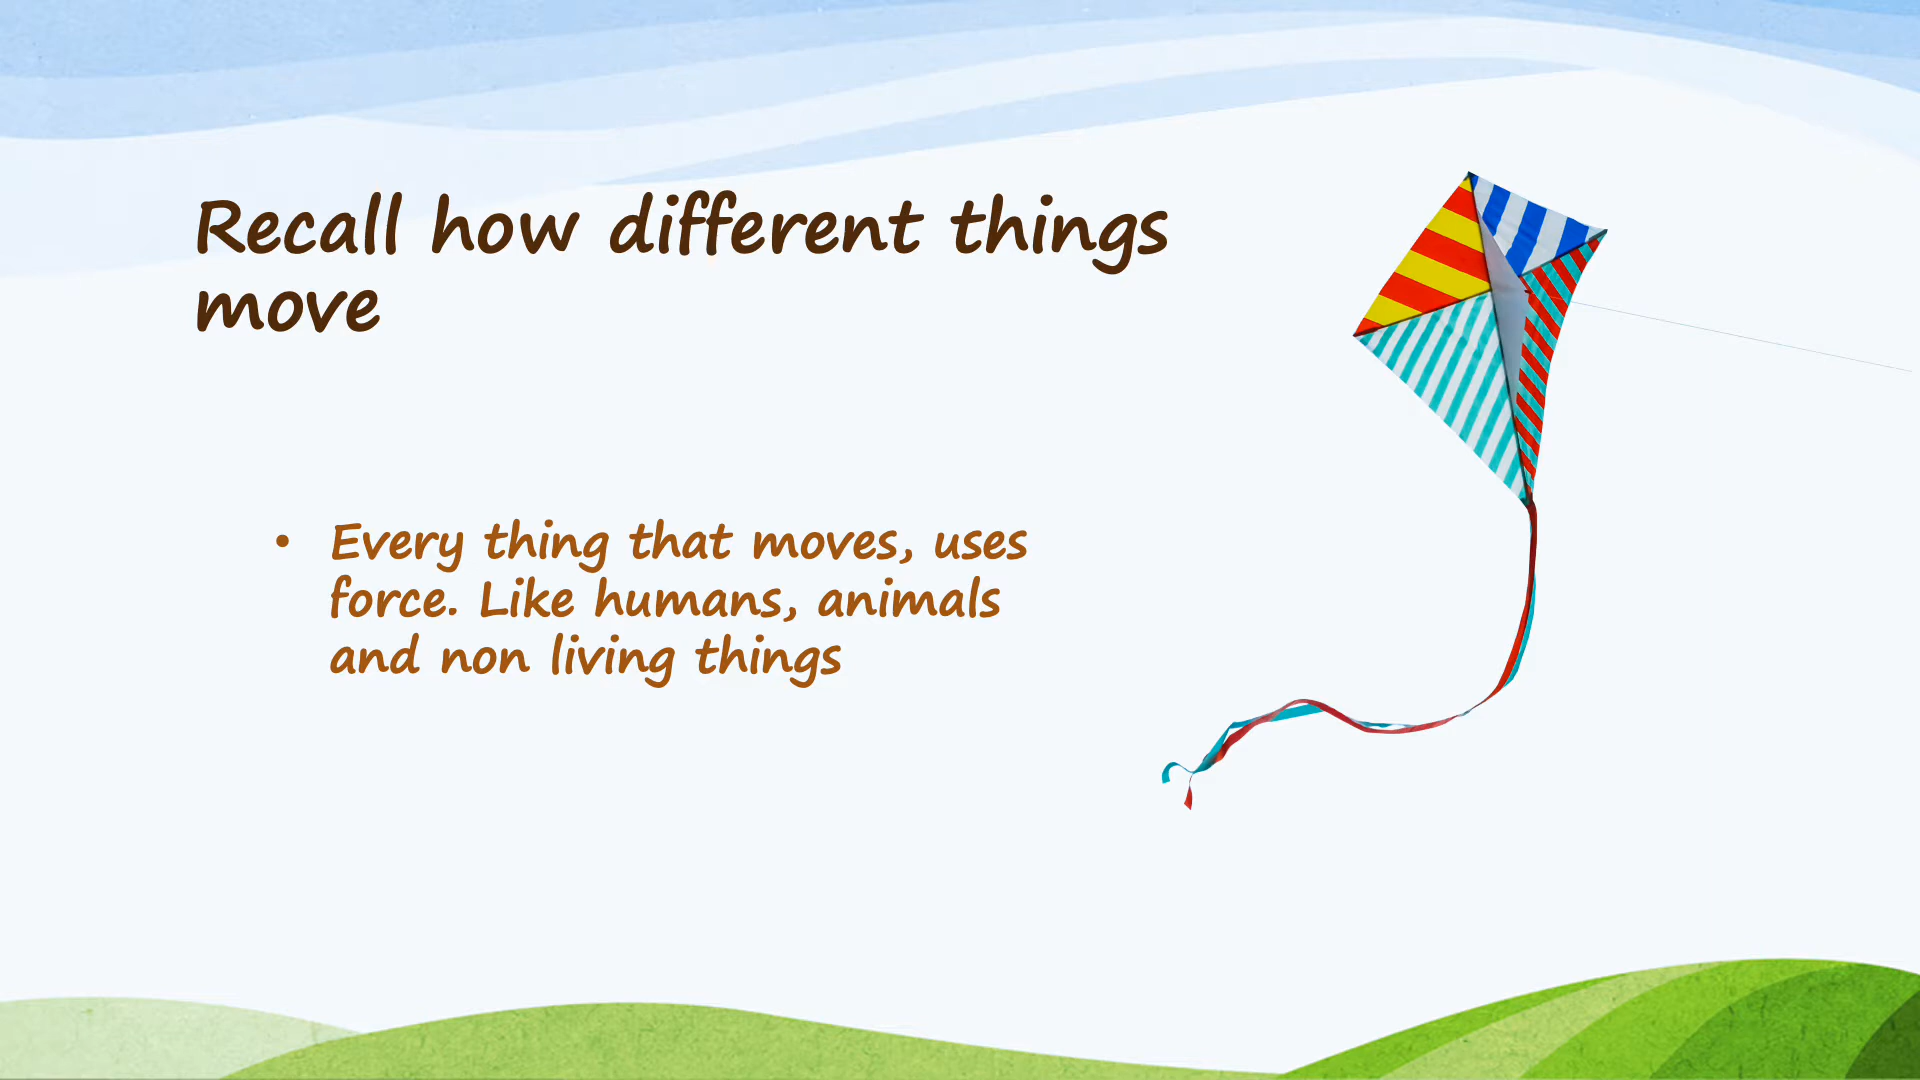 Recall how different things
move
• Every thing that moves, uses
force. Like humans, animals
and non living things